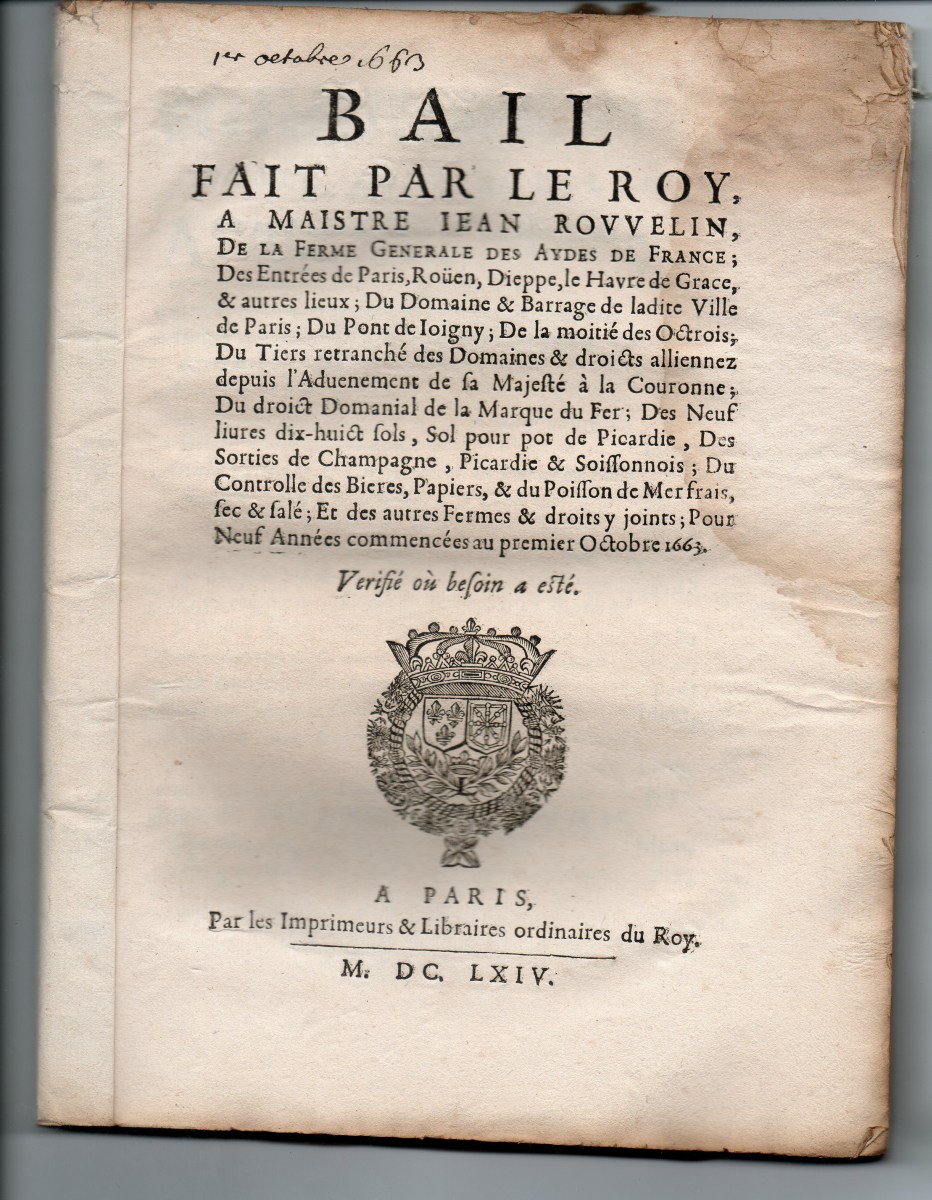 1er octobre 1663
BAIL
FAIT PAR LE ROY,
A MAISTRE IEAN ROVVELIN,
DE LA FERME GENERALE DES AYDES DE FRANCE;
Des Entrées de Paris, Roüen, Dieppe, le Havre de Grace,
& autres lieux; Du Domaine & Barrage de ladite Ville
de Paris; Du Pont de Ioigny; De la moitié des Octrois;
Du Tiers retranché des Domaines & droicts alliennez
depuis l'Aduenement de ſa Majeſté à la Couronne;
Du droict Domanial de la Marque du Fer; Des Neuf
liures dix-huict ſols, Sol pour pot de Picardie, Des
Sorties de Champagne, Picardie & Soiſſonnois; Du
Controlle des Bieres, Papiers, & du Poiſſon de Mer frais,
ſec & ſalé; Et des autres Fermes & droits y joints; Pour
Neuf Années commencées au premier Octobre 1663.
Verifié où beſoin a eſté.
L
A PARIS,
Par les Imprimeurs & Libraires ordinaires du Roy.
M. DC. LXIV.